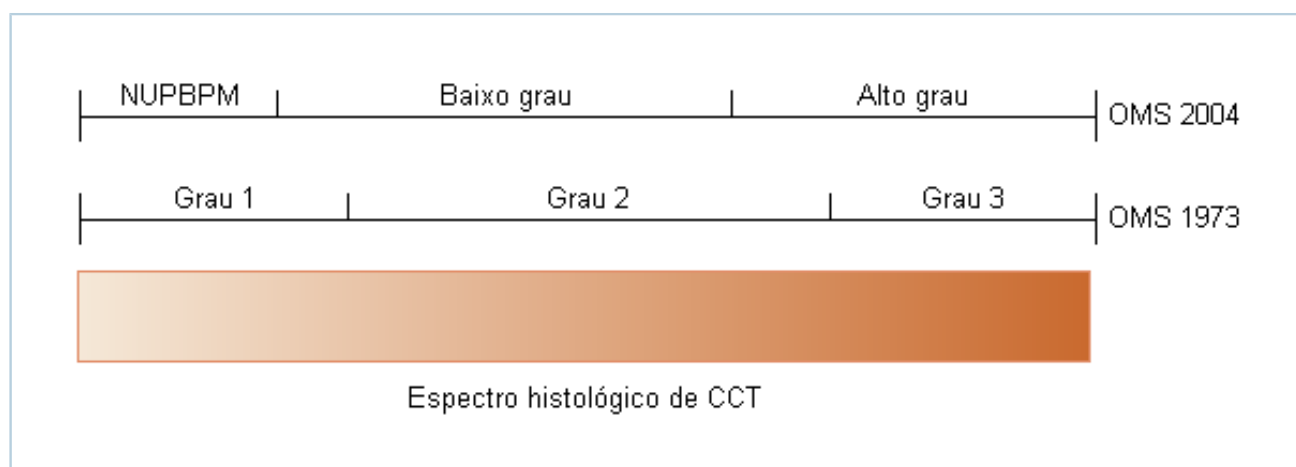 NUPBPM Baixo grau Alto grau
OMS 2004
Grau 1 Grau 2 Grau 3
OMS 1973
Espectro histológico de CCT